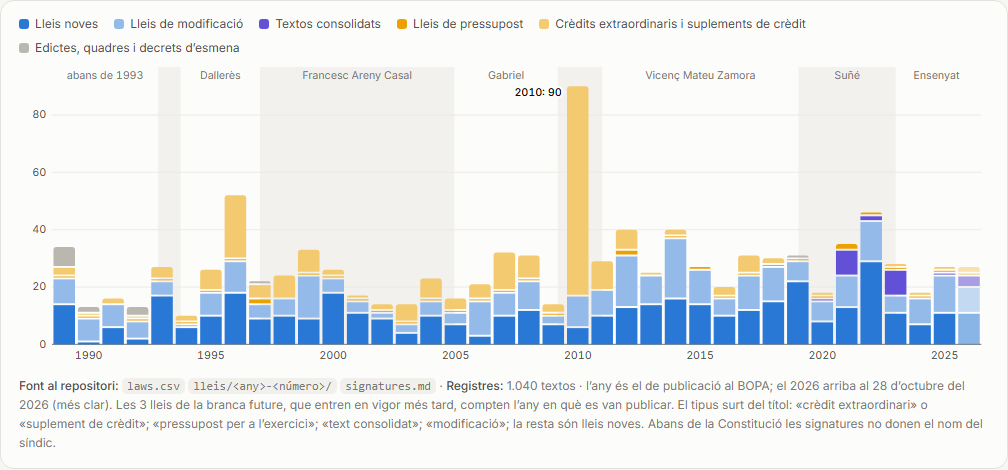 Lleis noves Lleis de modificació Textos consolidats Lleis de pressupost Crèdits extraordinaris i suplements de crèdit
Edictes, quadres i decrets d’esmena
abans de 1993 Dallerès Francesc Areny Casal Gabriel Vicenç Mateu Zamora Suñé Ensenyat
2010: 90
80
60
40
20
0
1990 1995 2000 2005 2010 2015 2020 2025
Font al repositori: laws.csv lleis/<any>-<número>/ signatures.md · Registres: 1.040 textos · l’any és el de publicació al BOPA; el 2026 arriba al 28 d’octubre del
2026 (més clar). Les 3 lleis de la branca future, que entren en vigor més tard, compten l’any en què es van publicar. El tipus surt del títol: «crèdit extraordinari» o
«suplement de crèdit»; «pressupost per a l’exercici»; «text consolidat»; «modificació»; la resta són lleis noves. Abans de la Constitució les signatures no donen el nom del
síndic.